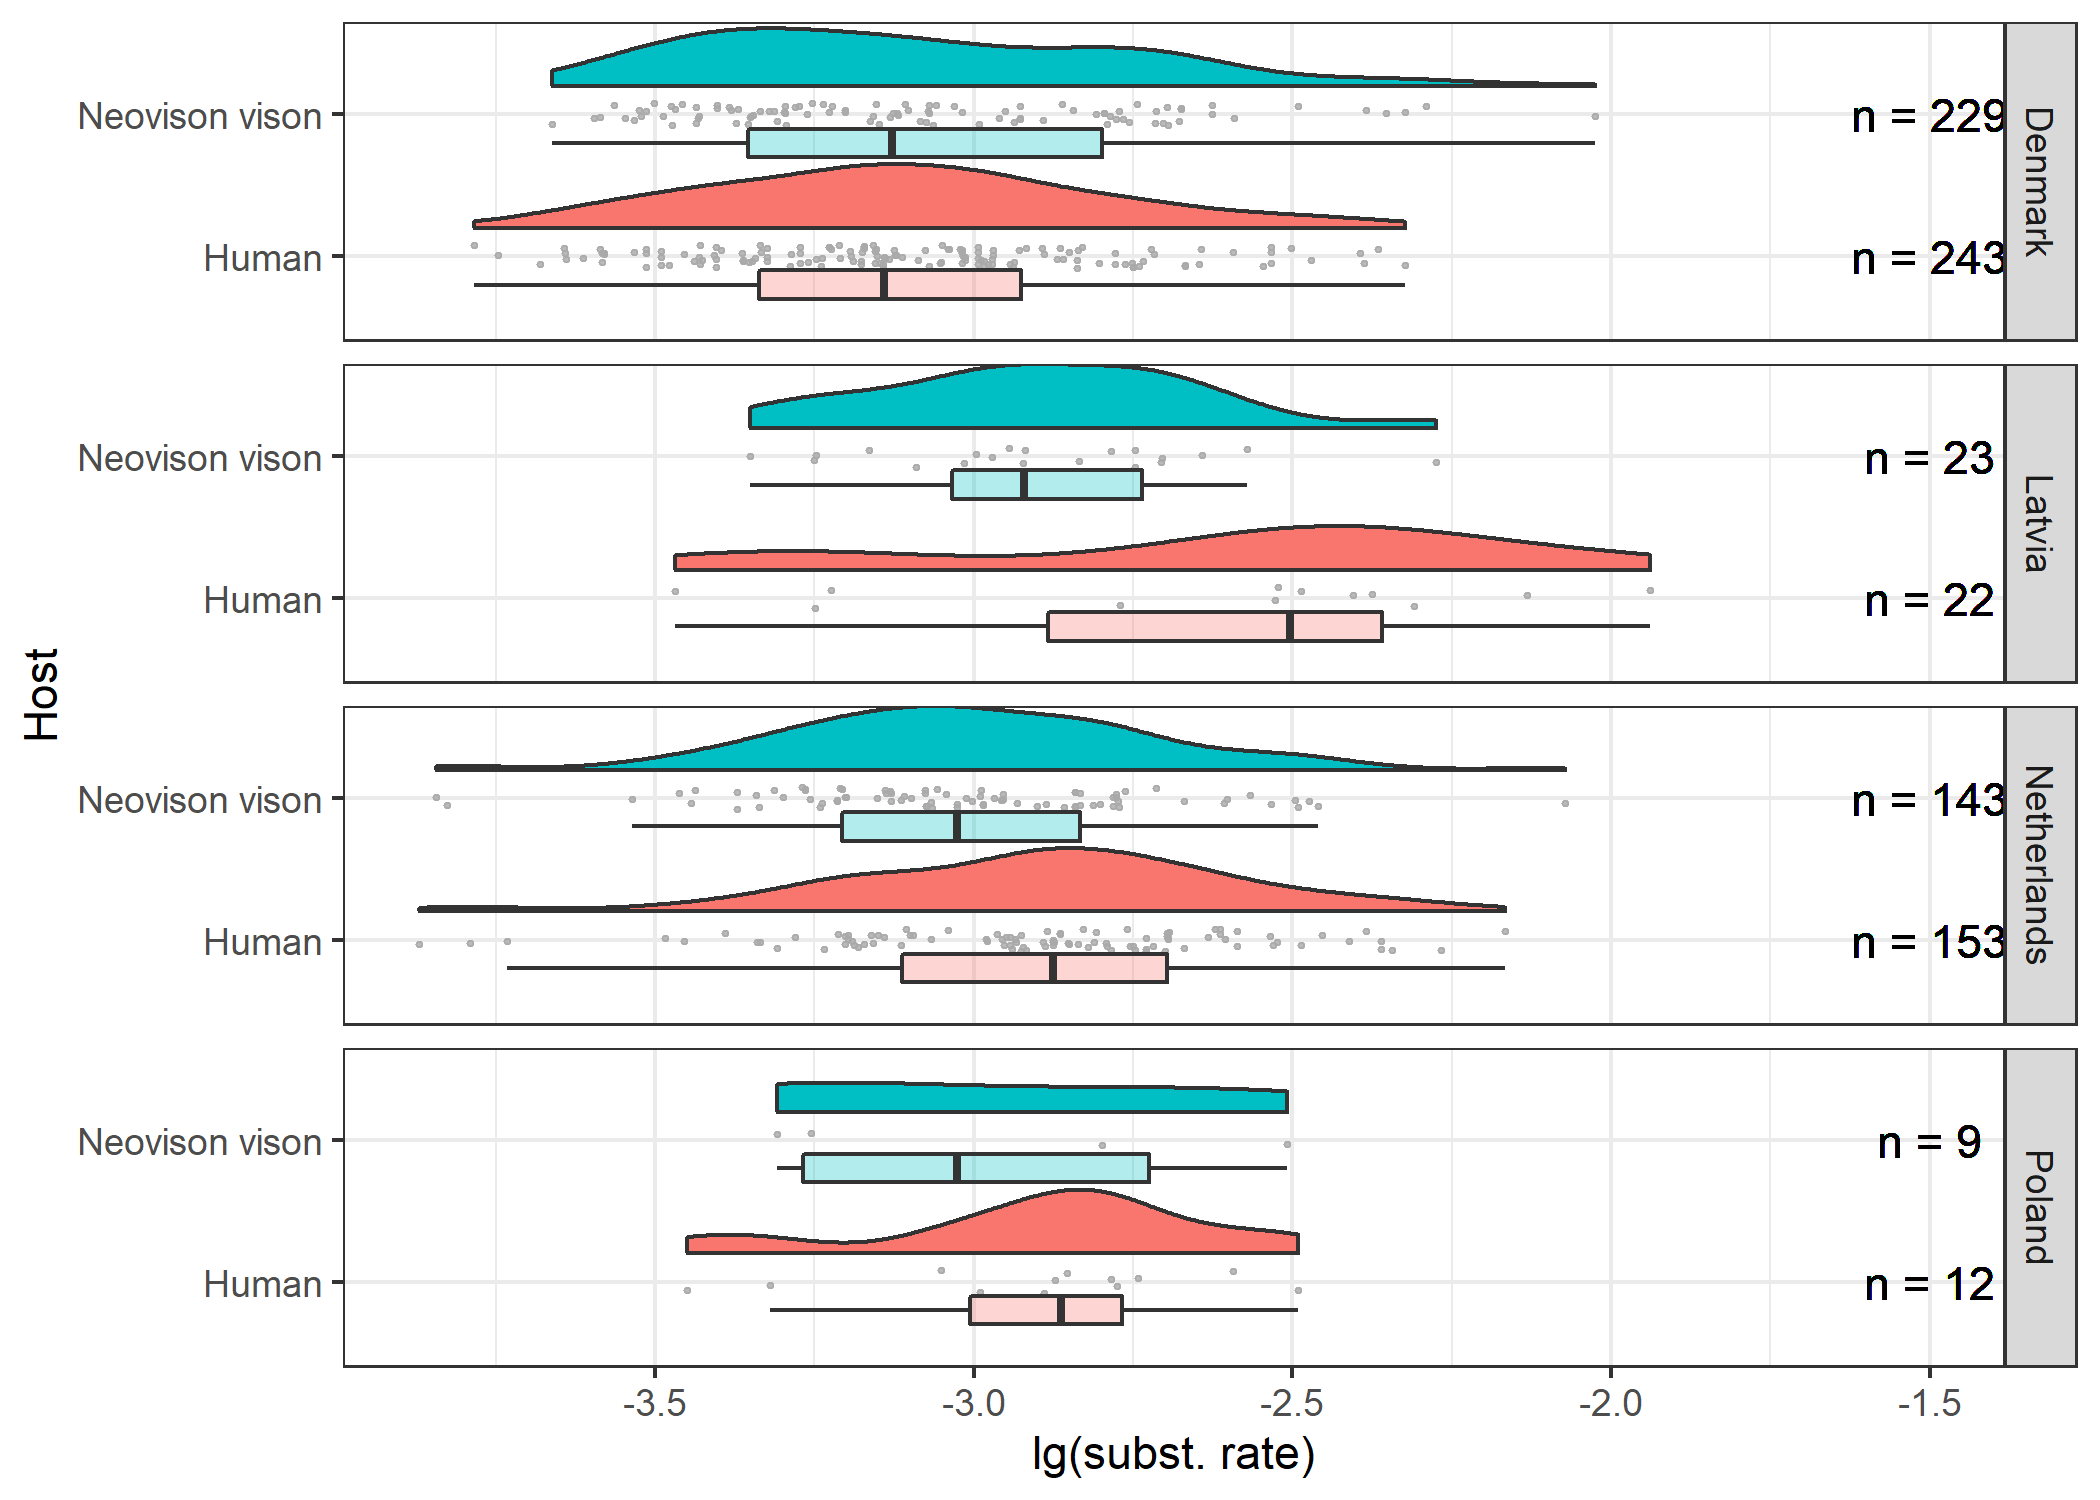 Host
Denmark
Neovison vison
n = 229
Human
n = 243
Latvia
Neovison vison
n = 23
Human
n = 22
Netherlands
Neovison vison
n = 143
Human
n = 153
Poland
Neovison vison
n = 9
Human
n = 12
-3.5 -3.0 -2.5 -2.0 -1.5
lg(subst. rate)